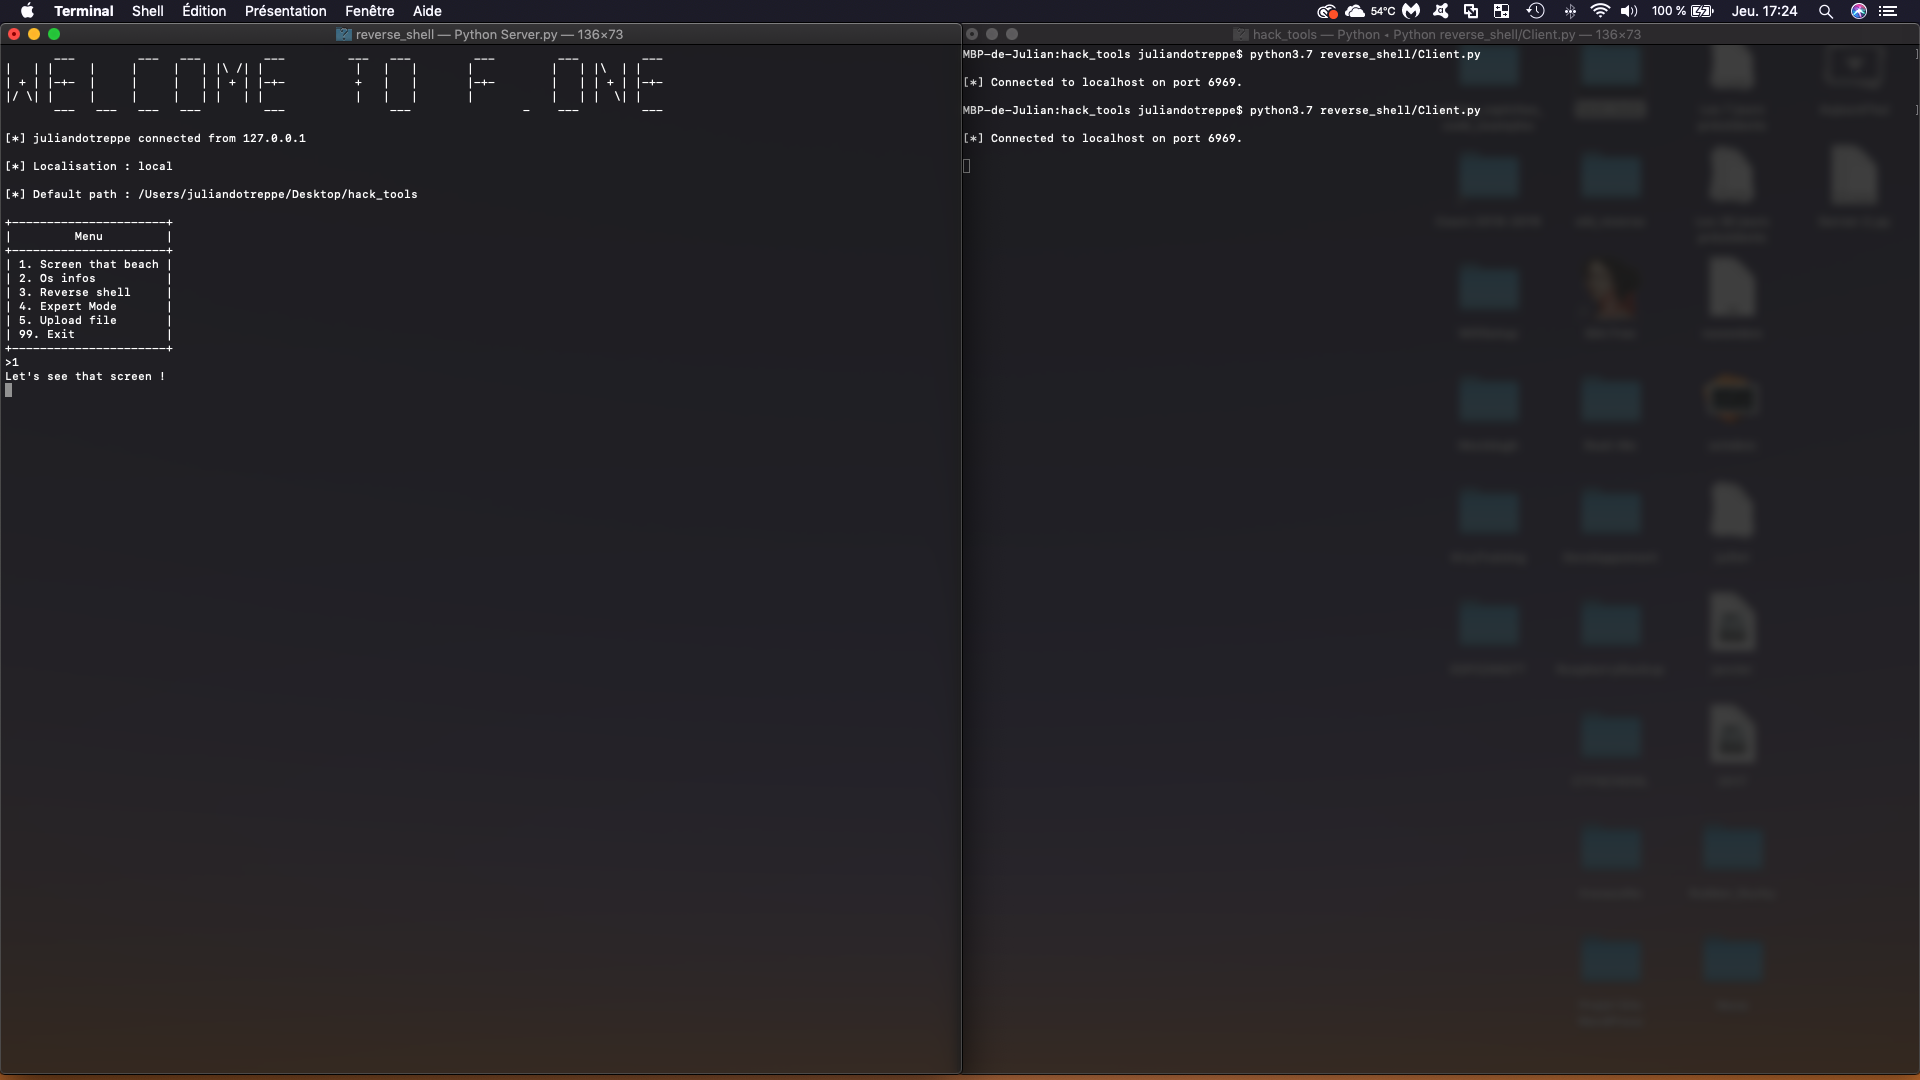 Terminal Shell Édition Présentation Fenêtre Aide 54°C 100 % Jeu. 17:24
reverse_shell — Python Server.py — 136×73
WELCOME TO F_ONE
[*] juliandotreppe connected from 127.0.0.1
[*] Localisation : local
[*] Default path : /Users/juliandotreppe/Desktop/hack_tools
+----------------------+
| Menu |
+----------------------+
| 1. Screen that beach |
| 2. Os infos |
| 3. Reverse shell |
| 4. Expert Mode |
| 5. Upload file |
| 99. Exit |
+----------------------+
>1
Let's see that screen !
hack_tools — Python • Python reverse_shell/Client.py — 136×73
MBP-de-Julian:hack_tools juliandotreppe$ python3.7 reverse_shell/Client.py
[*] Connected to localhost on port 6969.
MBP-de-Julian:hack_tools juliandotreppe$ python3.7 reverse_shell/Client.py
[*] Connected to localhost on port 6969.